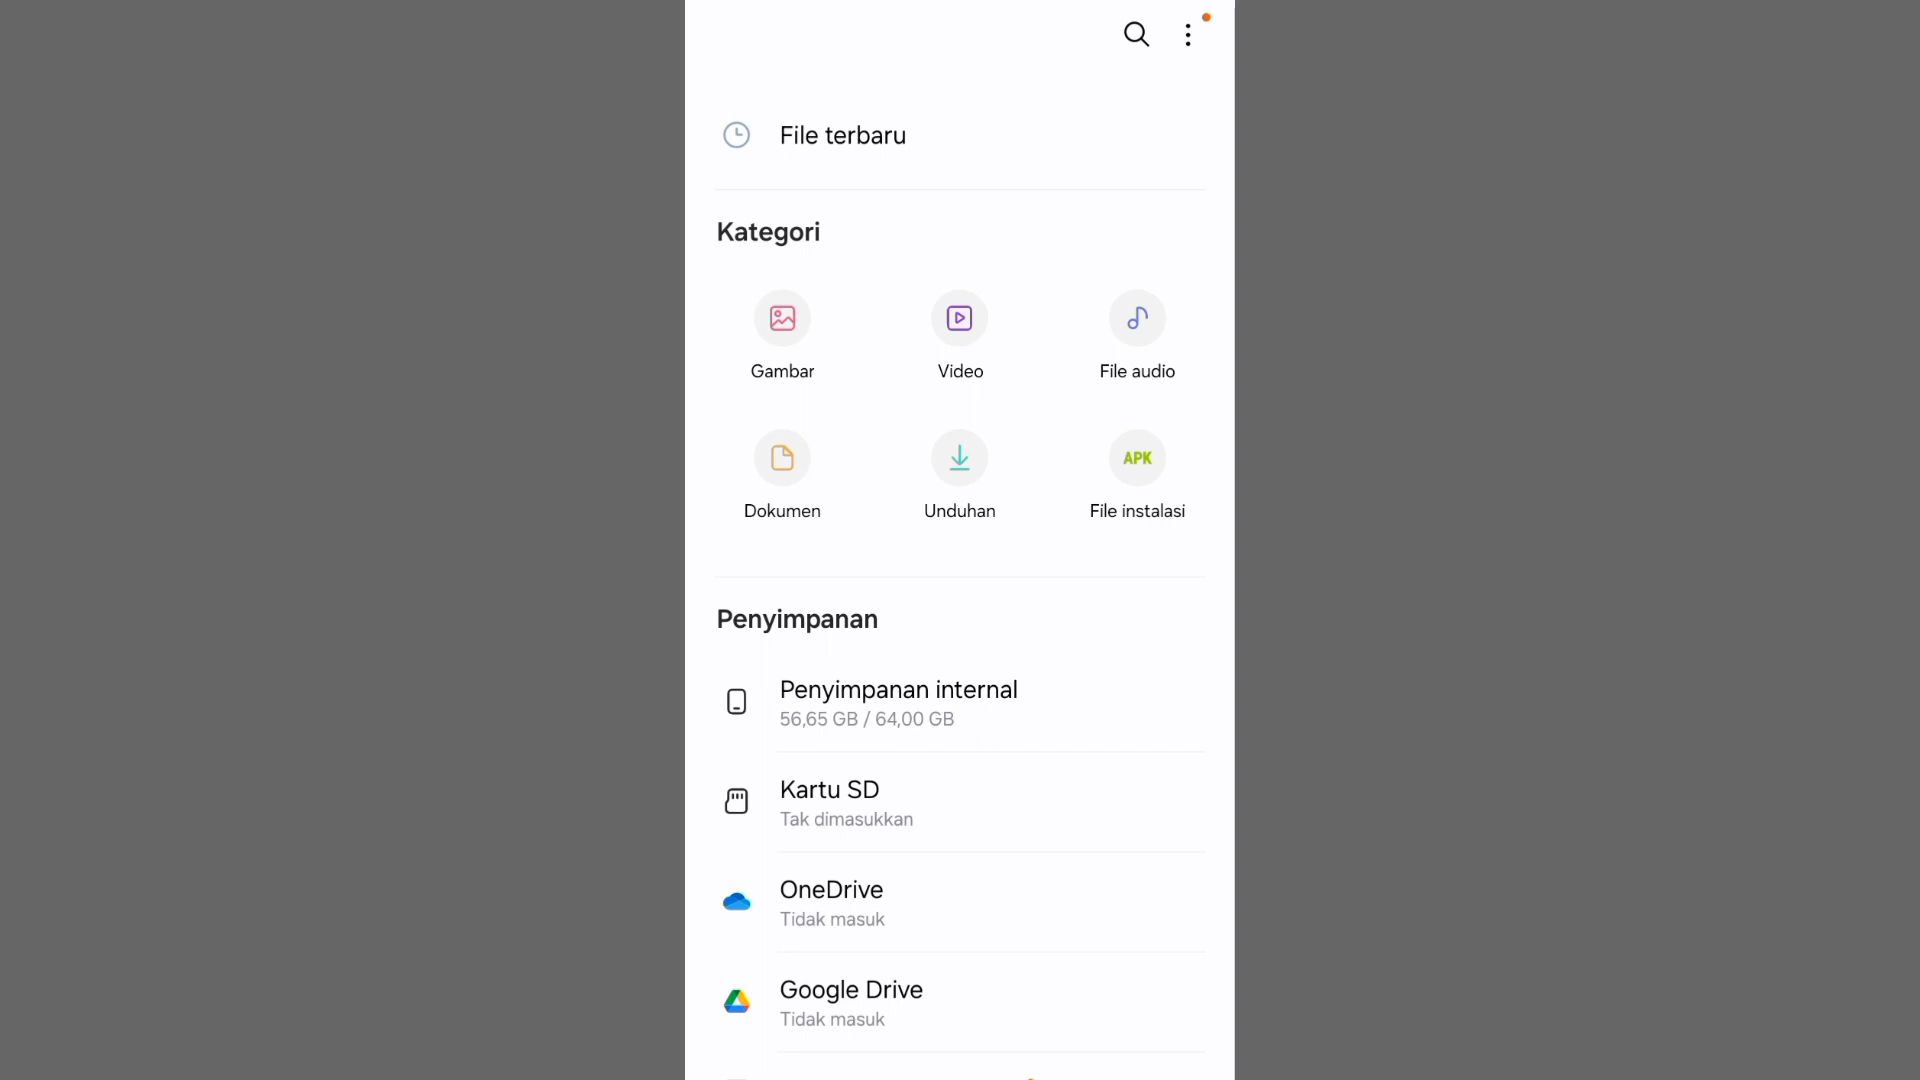 File terbaru
Kategori
Gambar
Video
File audio
Dokumen
Unduhan
APK
File instalasi
Penyimpanan
Penyimpanan internal
56,65 GB / 64,00 GB
Kartu SD
Tak dimasukkan
OneDrive
Tidak masuk
Google Drive
Tidak masuk